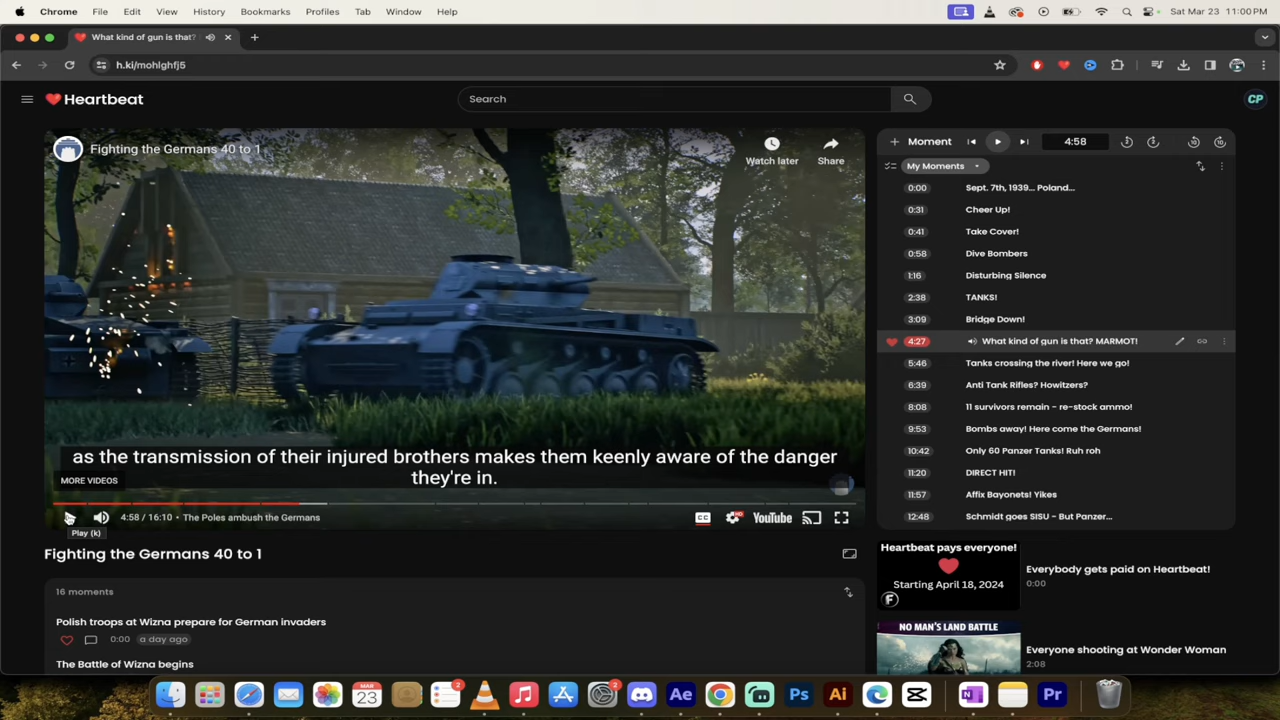 Chrome File Edit View History Bookmarks Profiles Tab Window Help Sat Mar 23 11:00 PM
What kind of gun is that?
h.ki/mohlghfj5
Heartbeat Search CP
Fighting the Germans 40 to 1
Watch later Share
as the transmission of their injured brothers makes them keenly aware of the danger
they're in.
MORE VIDEOS
4:58 / 16:10 • The Poles ambush the Germans
CC HD YouTube
Play (k)
Moment 4:58
My Moments
0:00 Sept. 7th, 1939... Poland...
0:31 Cheer Up!
0:41 Take Cover!
0:58 Dive Bombers
1:16 Disturbing Silence
2:38 TANKS!
3:09 Bridge Down!
4:27 What kind of gun is that? MARMOT!
5:46 Tanks crossing the river! Here we go!
6:39 Anti Tank Rifles? Howitzers?
8:08 11 survivors remain - re-stock ammo!
9:53 Bombs away! Here come the Germans!
10:42 Only 60 Panzer Tanks! Ruh roh
11:20 DIRECT HIT!
11:57 Affix Bayonets! Yikes
12:48 Schmidt goes SISU - But Panzer...
Fighting the Germans 40 to 1
16 moments
Polish troops at Wizna prepare for German invaders
0:00 a day ago
The Battle of Wizna begins
Heartbeat pays everyone!
Starting April 18, 2024
F
Everybody gets paid on Heartbeat!
0:00
NO MAN'S LAND BATTLE
Everyone shooting at Wonder Woman
2:08
MAR
23
2
2
Ae Ps Ai N Pr